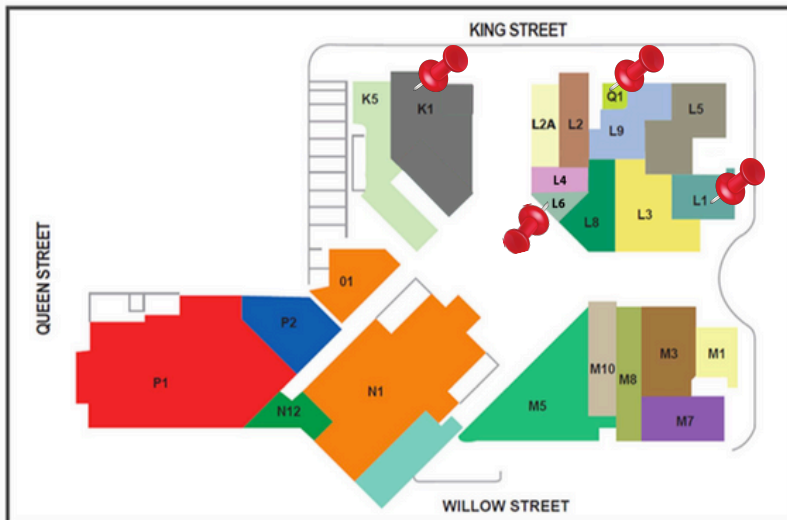 KING STREET
K5
K1
Q1
L2A
L2
L9
L5
L4
L6
L8
L3
L1
QUEEN STREET
01
P2
P1
N12
N1
M5
M10
M8
M3
M1
M7
WILLOW STREET